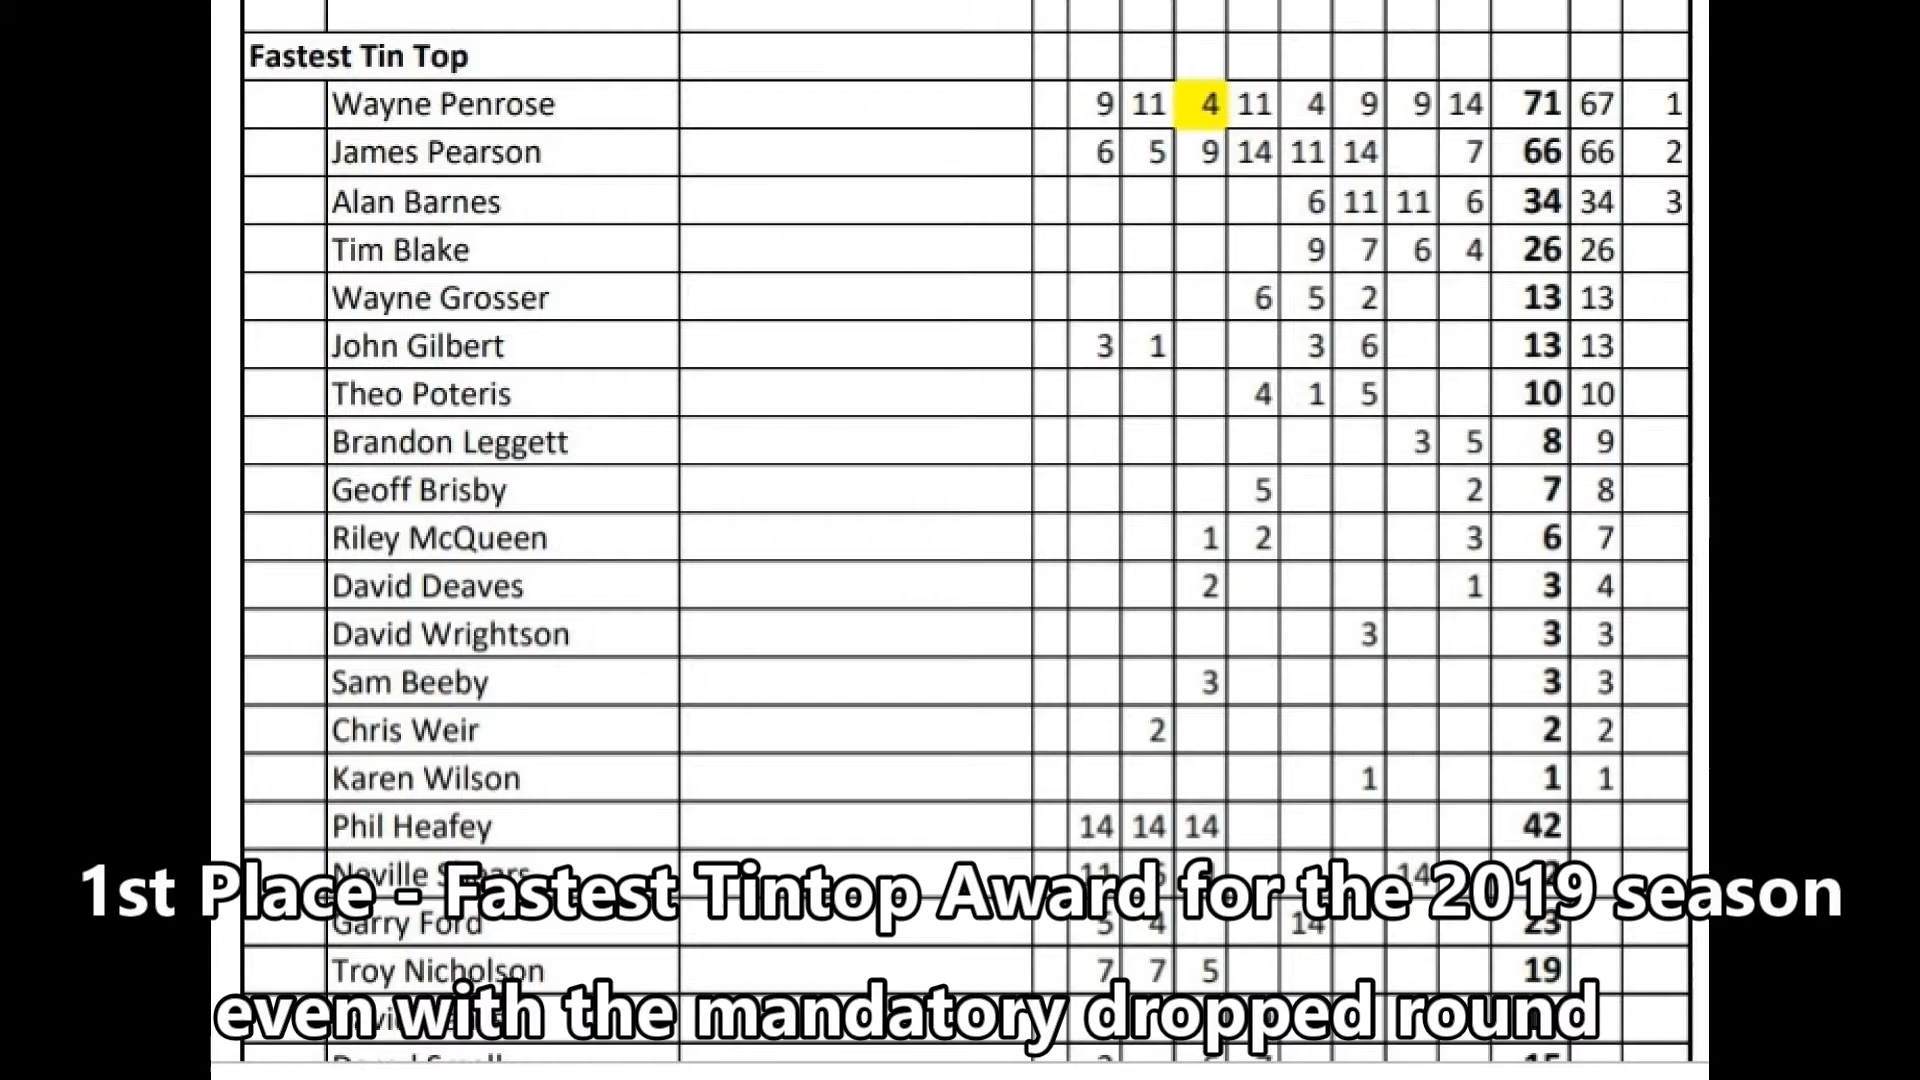 Fastest Tin Top
Wayne Penrose 9 11 4 11 4 9 9 14 71 67 1
James Pearson 6 5 9 14 11 14 7 66 66 2
Alan Barnes 6 11 11 6 34 34 3
Tim Blake 9 7 6 4 26 26
Wayne Grosser 6 5 2 13 13
John Gilbert 3 1 3 6 13 13
Theo Poteris 4 1 5 10 10
Brandon Leggett 3 5 8 9
Geoff Brisby 5 2 7 8
Riley McQueen 1 2 3 6 7
David Deaves 2 1 3 4
David Wrightson 3 3 3
Sam Beeby 3 3 3
Chris Weir 2 2 2
Karen Wilson 1 1 1
Phil Heafey 14 14 14 42
Neville 14
1st Place - Fastest Tintop Award for the 2019 season
Garry Ford 5 4 14 23
Troy Nicholson 7 7 5 19
even with the mandatory dropped round